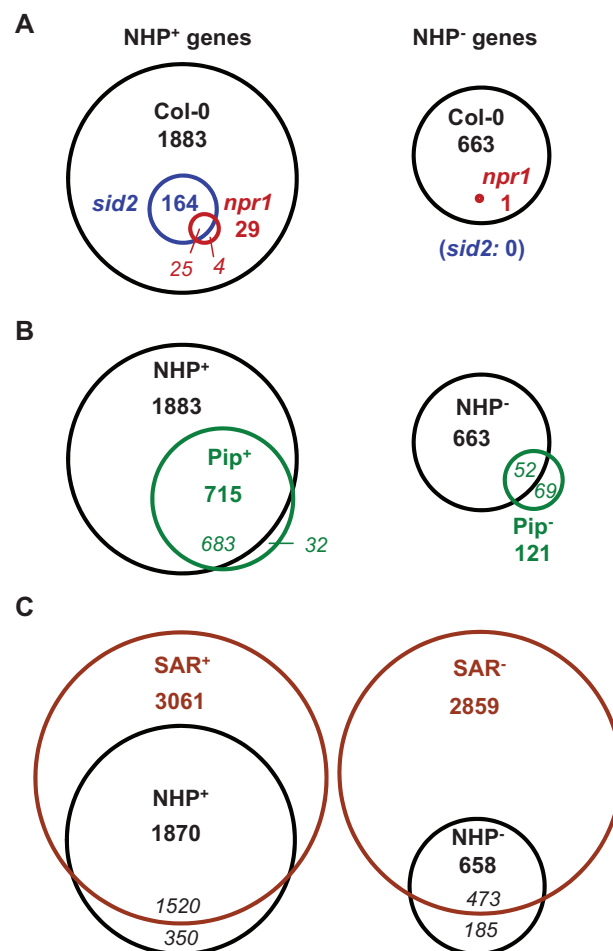 A
NHP⁺ genes
NHP⁻ genes
Col-0
1883
sid2
164
npr1
29
25
4
Col-0
663
npr1
1
(sid2: 0)
B
NHP⁺
1883
Pip⁺
715
683
32
NHP⁻
663
52
69
Pip⁻
121
C
SAR⁺
3061
NHP⁺
1870
1520
350
SAR⁻
2859
NHP⁻
658
473
185